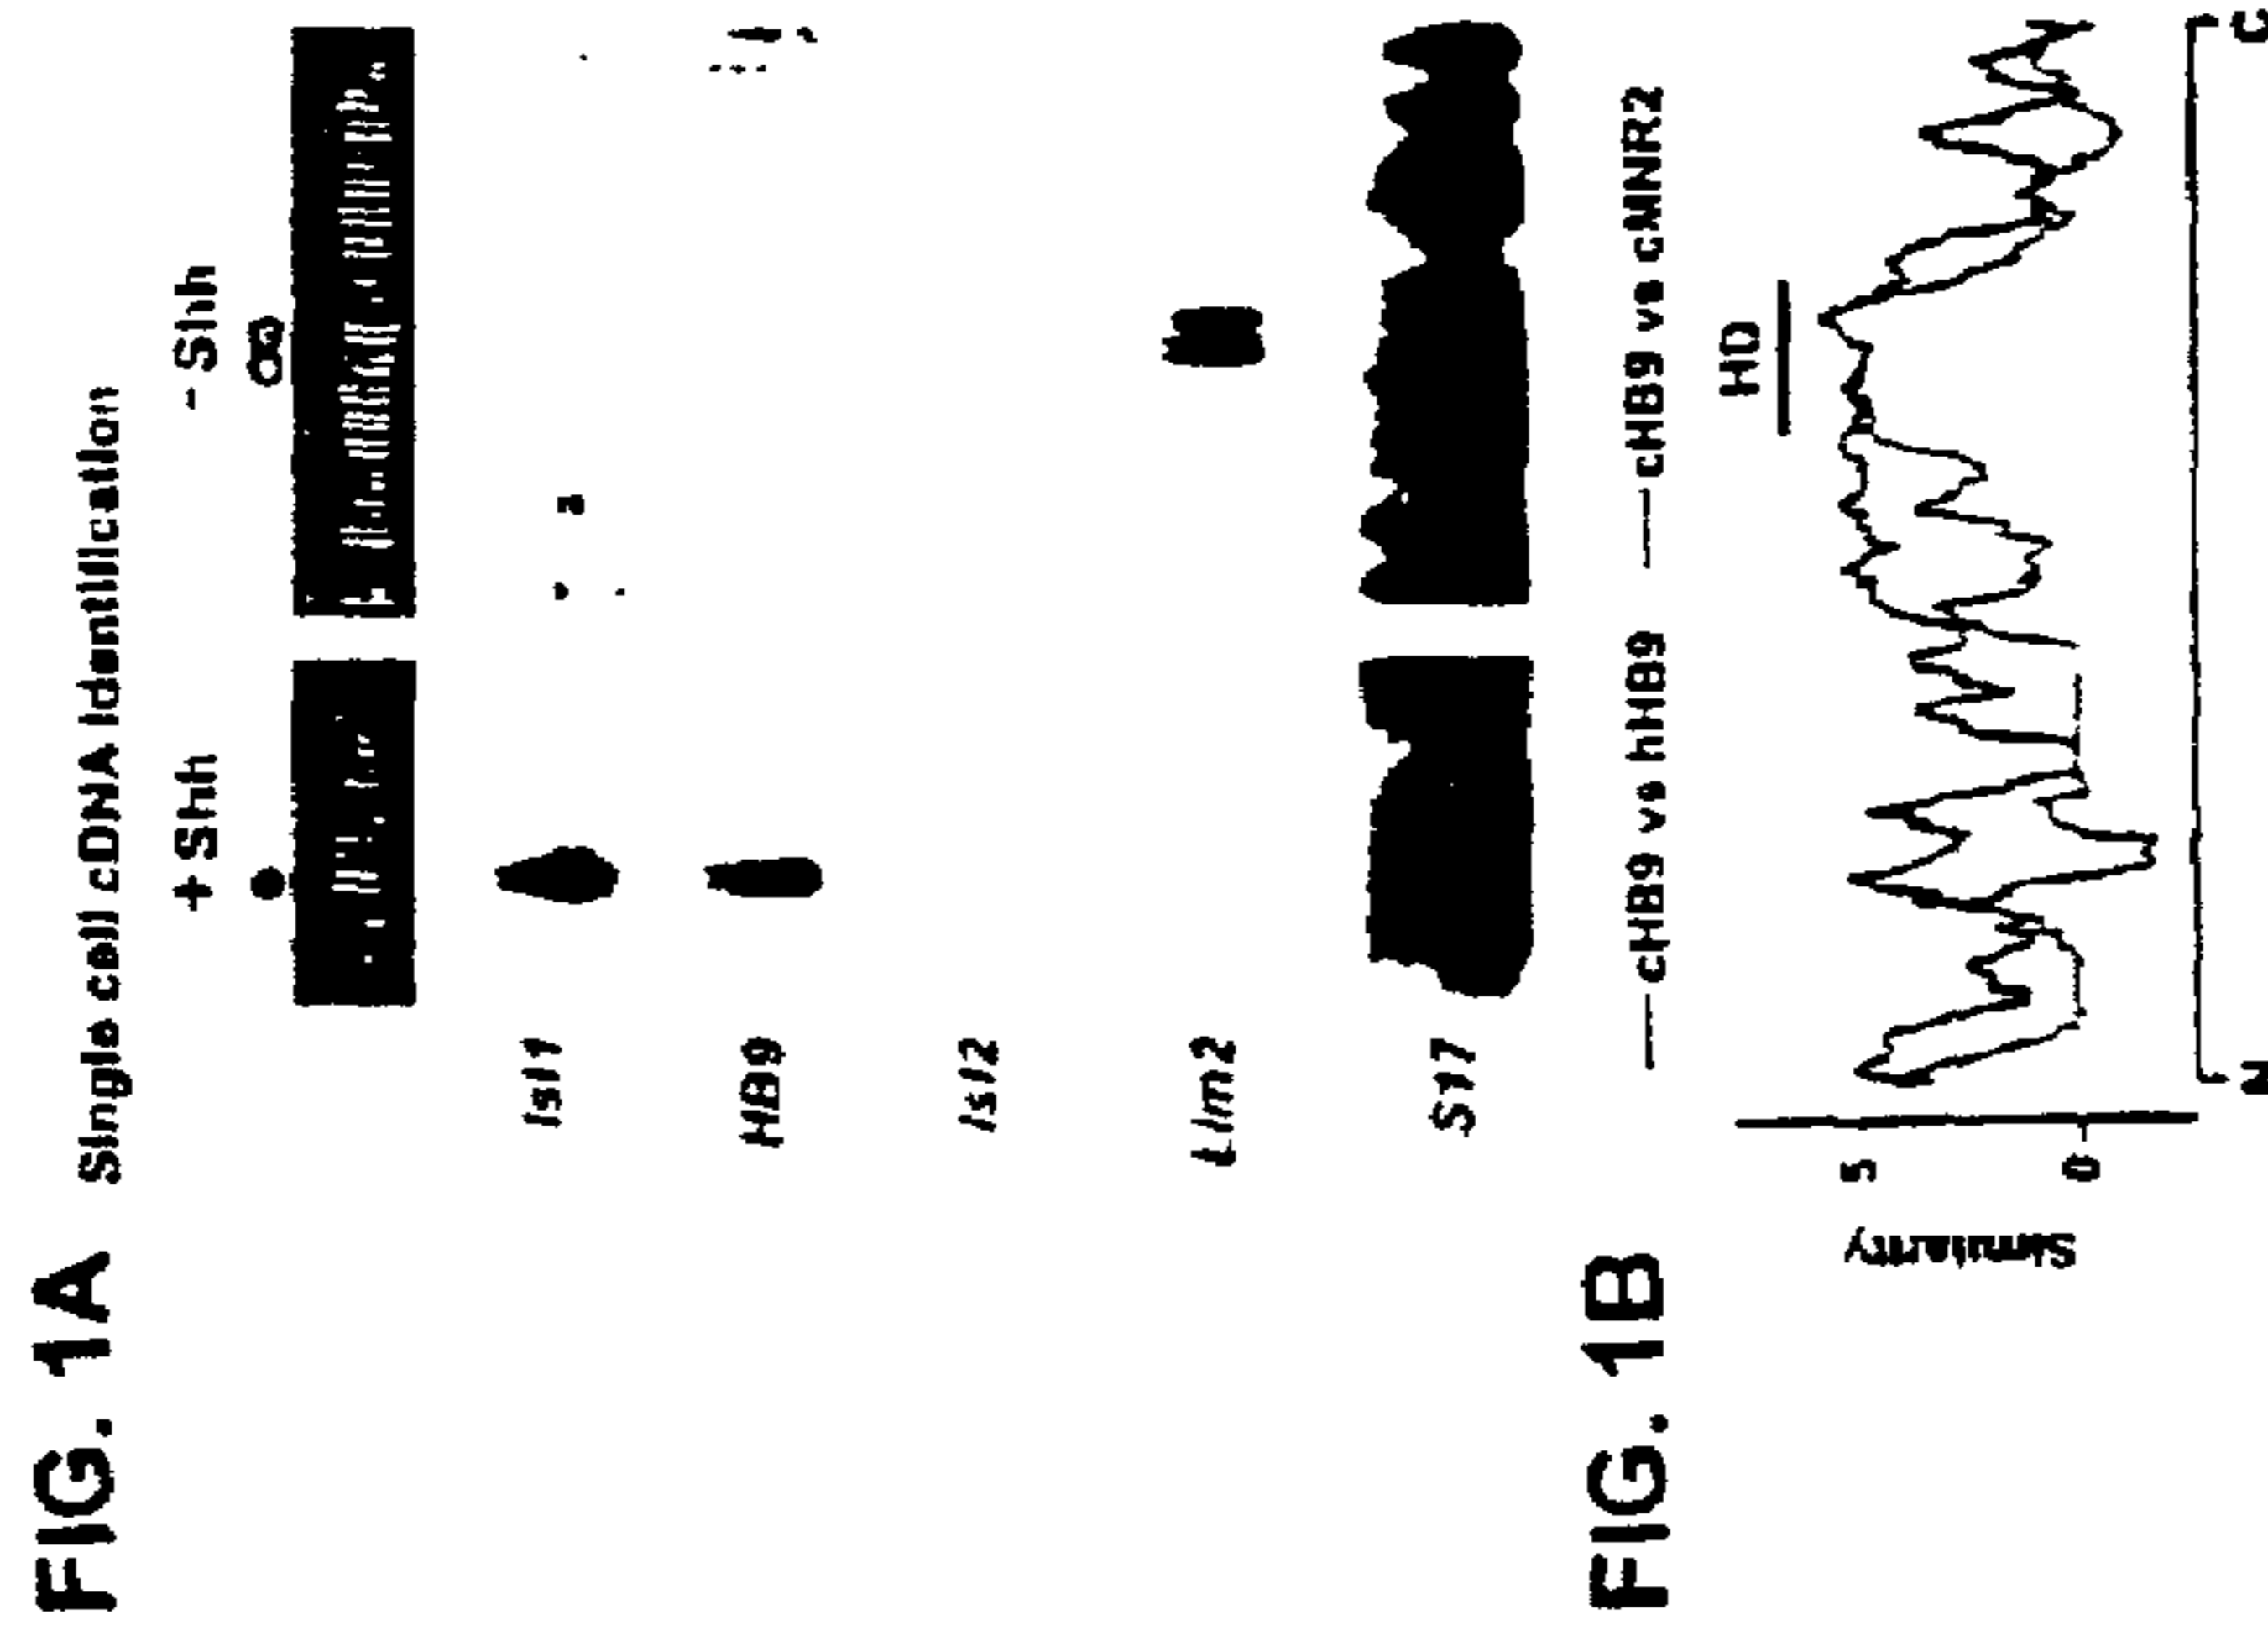 FIG. 1A
Single cell cDNA identification
+ Shh - Shh
Isl1
HB9
Isl2
Lim2
S17
FIG. 1B
—cHB9 vs hHB9 —cHB9 vs cMNR2
HD
Similarity
5
0
N C